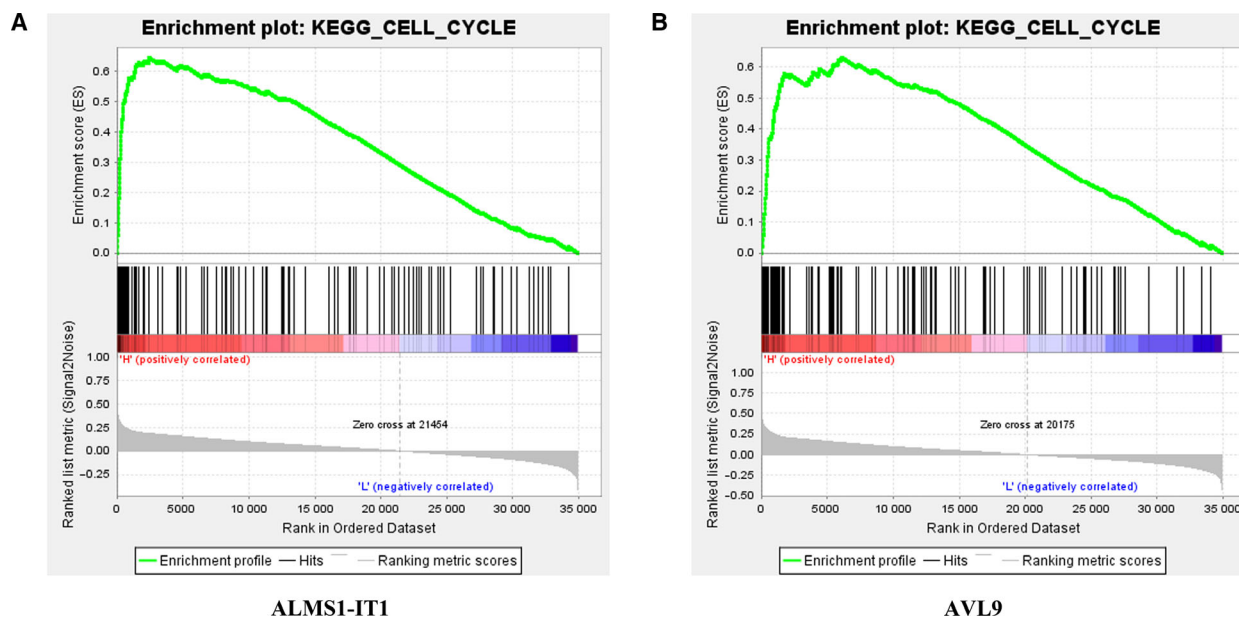 A
Enrichment plot: KEGG_CELL_CYCLE
Enrichment score (ES)
0.6
0.5
0.4
0.3
0.2
0.1
0.0
'H' (positively correlated)
Ranked list metric (Signal2Noise)
1.00
0.75
0.50
0.25
0.00
-0.25
Zero cross at 21454
'L' (negatively correlated)
0 5000 10 000 15 000 20 000 25 000 30 000 35 000
Rank in Ordered Dataset
Enrichment profile Hits Ranking metric scores
ALMS1-IT1
B
Enrichment plot: KEGG_CELL_CYCLE
Enrichment score (ES)
0.6
0.5
0.4
0.3
0.2
0.1
0.0
'H' (positively correlated)
Ranked list metric (Signal2Noise)
1.00
0.75
0.50
0.25
0.00
-0.25
-0.50
Zero cross at 20175
'L' (negatively correlated)
0 5000 10 000 15 000 20 000 25 000 30 000 35 000
Rank in Ordered Dataset
Enrichment profile Hits Ranking metric scores
AVL9